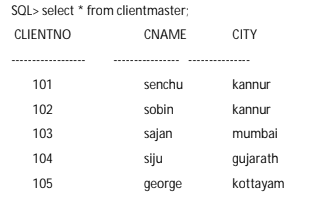 SQL> select * from clientmaster;
CLIENTNO CNAME CITY
------------------ ---------------- ---------------
101 senchu kannur
102 sobin kannur
103 sajan mumbai
104 siju gujarath
105 george kottayam